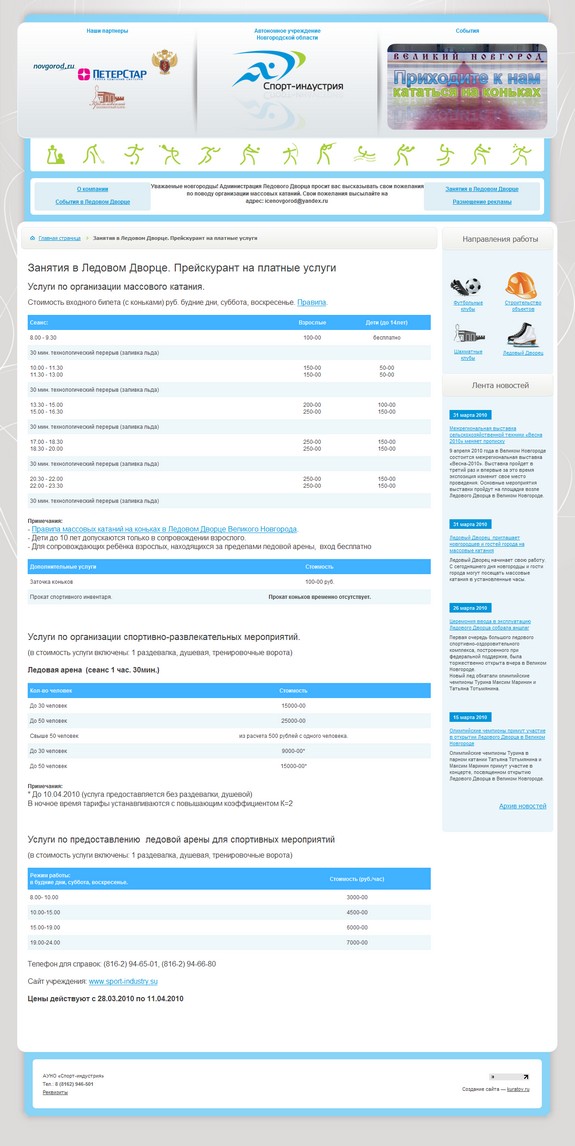 Наши партнеры
Автономное учреждение
Новгородской области
События
novgorod.ru
ПЕТЕРСТАР
Спорт-индустрия
ВЕЛИКИЙ НОВГОРОД
Приходите к нам
кататься на коньках
О компании
События в Ледовом Дворце
Уважаемые новгородцы! Администрация Ледового Дворца просит вас высказывать свои пожелания
по поводу организации массовых катаний. Свои пожелания высылайте на
адрес: icenovgorod@yandex.ru
Занятия в Ледовом Дворце
Размещение рекламы
Главная страница
Занятия в Ледовом Дворце. Прейскурант на платные услуги
Занятия в Ледовом Дворце. Прейскурант на платные услуги
Услуги по организации массового катания.
Стоимость входного билета (с коньками) руб. будние дни, суббота, воскресенье. Правила.
Сеанс: Взрослые Дети (до 14лет)
8.00 - 9.30 100-00 бесплатно
30 мин. технологический перерыв (заливка льда)
10.00 - 11.30 150-00 50-00
11.30 - 13.00 150-00 50-00
30 мин. технологический перерыв (заливка льда)
13.30 - 15.00 200-00 100-00
15.00 - 16.30 250-00 150-00
30 мин. технологический перерыв (заливка льда)
17.00 - 18.30 250-00 150-00
18.30 - 20.00 250-00 150-00
30 мин. технологический перерыв (заливка льда)
20.30 - 22.00 250-00 150-00
22.00 - 23.30 250-00 150-00
30 мин. технологический перерыв (заливка льда)
Примечания:
- Правила массовых катаний на коньках в Ледовом Дворце Великого Новгорода.
- Дети до 10 лет допускаются только в сопровождении взрослого.
- Для сопровождающих ребёнка взрослых, находящихся за пределами ледовой арены, вход бесплатно
Дополнительные услуги Стоимость
Заточка коньков 100-00 руб.
Прокат спортивного инвентаря. Прокат коньков временно отсутствует.
Услуги по организации спортивно-развлекательных мероприятий.
(в стоимость услуги включены: 1 раздевалка, душевая, тренировочные ворота)
Ледовая арена (сеанс 1 час. 30мин.)
Кол-во человек Стоимость
До 30 человек 15000-00
До 50 человек 25000-00
Свыше 50 человек из расчета 500 рублей с одного человека.
До 30 человек 9000-00*
До 50 человек 15000-00*
Примечания:
* До 10.04.2010 (услуга предоставляется без раздевалки, душевой)
В ночное время тарифы устанавливаются с повышающим коэффициентом К=2
Услуги по предоставлению ледовой арены для спортивных мероприятий
(в стоимость услуги включены: 1 раздевалка, душевая, тренировочные ворота)
Режим работы:
в будние дни, суббота, воскресенье. Стоимость (руб./час)
8.00- 10.00 3000-00
10.00-15.00 4500-00
15.00-19.00 6000-00
19.00-24.00 7000-00
Телефон для справок: (816-2) 94-65-01, (816-2) 94-66-80
Сайт учреждения: www.sport-industry.su
Цены действуют с 28.03.2010 по 11.04.2010
Направления работы
Футбольные
клубы
Строительство
объектов
Шахматные
клубы
Ледовый Дворец
Лента новостей
31 марта 2010
Межрегиональная выставка
сельскохозяйственной техники «Весна
2010» меняет прописку
9 апреля 2010 года в Великом Новгороде
состоится межрегиональная выставка
«Весна-2010». Выставка пройдет в
третий раз и впервые за это время
экспозиция изменит свое место
проведения. Основные мероприятия
выставки пройдут на площадке возле
Ледового Дворца в Великом Новгороде.
31 марта 2010
Ледовый Дворец приглашает
новгородцев и гостей города на
массовые катания
Ледовый Дворец начинает свою работу.
С сегодняшнего дня новгородцы и гости
города могут посещать массовые
катания в установленные часы.
26 марта 2010
Церемония ввода в эксплуатацию
Ледового Дворца собрала аншлаг
Первая очередь большого ледового
спортивно-оздоровительного
комплекса, построенного при
федеральной поддержке, была
торжественно открыта вчера в Великом
Новгороде.
Новый лед обкатали олимпийские
чемпионы Турина Максим Маринин и
Татьяна Тотьмянина.
16 марта 2010
Олимпийские чемпионы примут участие
в открытии Ледового Дворца в Великом
Новгороде
Олимпийские чемпионы Турина в
парном катании Татьяна Тотьмянина и
Максим Маринин примут участие в
концерте, посвященном открытию
Ледового Дворца в Великом Новгороде.
Архив новостей
АУНО «Спорт-индустрия»
Тел.: 8 (8162) 946-501
Реквизиты
Создание сайта — kuratov.ru